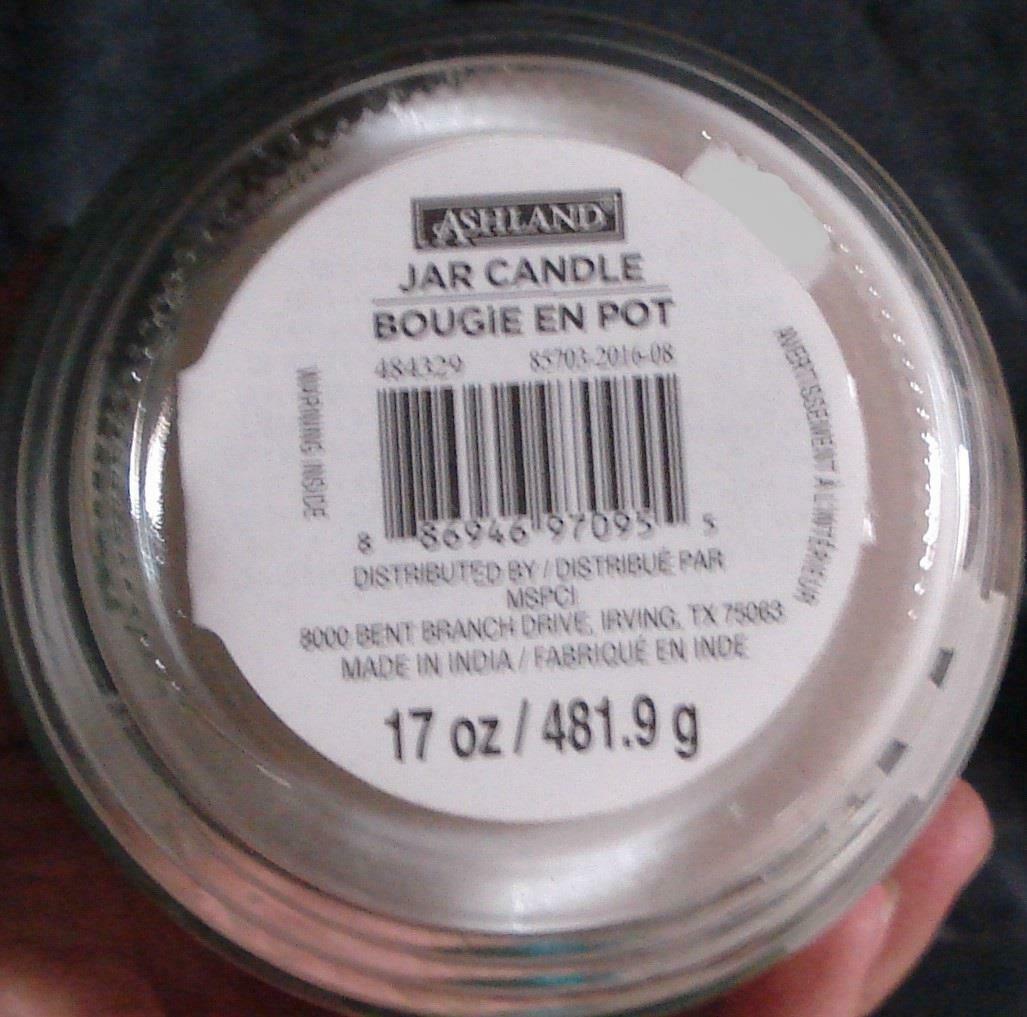 ASHLAND
JAR CANDLE
BOUGIE EN POT
484329 85703-2016-08
WARNING INSIDE
AVERTISSEMENT À L'INTÉRIEUR
8 86946 97095 5
DISTRIBUTED BY / DISTRIBUÉ PAR
MSPCI
8000 BENT BRANCH DRIVE, IRVING, TX 75063
MADE IN INDIA / FABRIQUÉ EN INDE
17 oz / 481.9 g